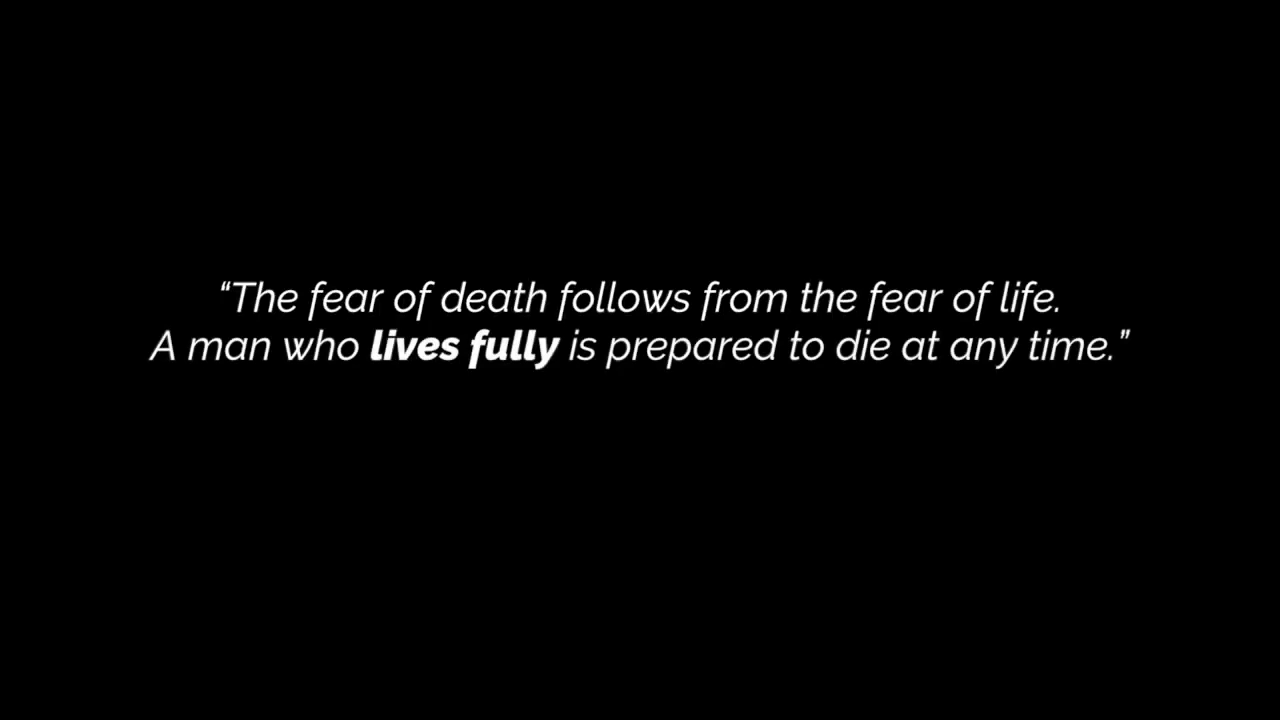 “The fear of death follows from the fear of life.
A man who lives fully is prepared to die at any time.”